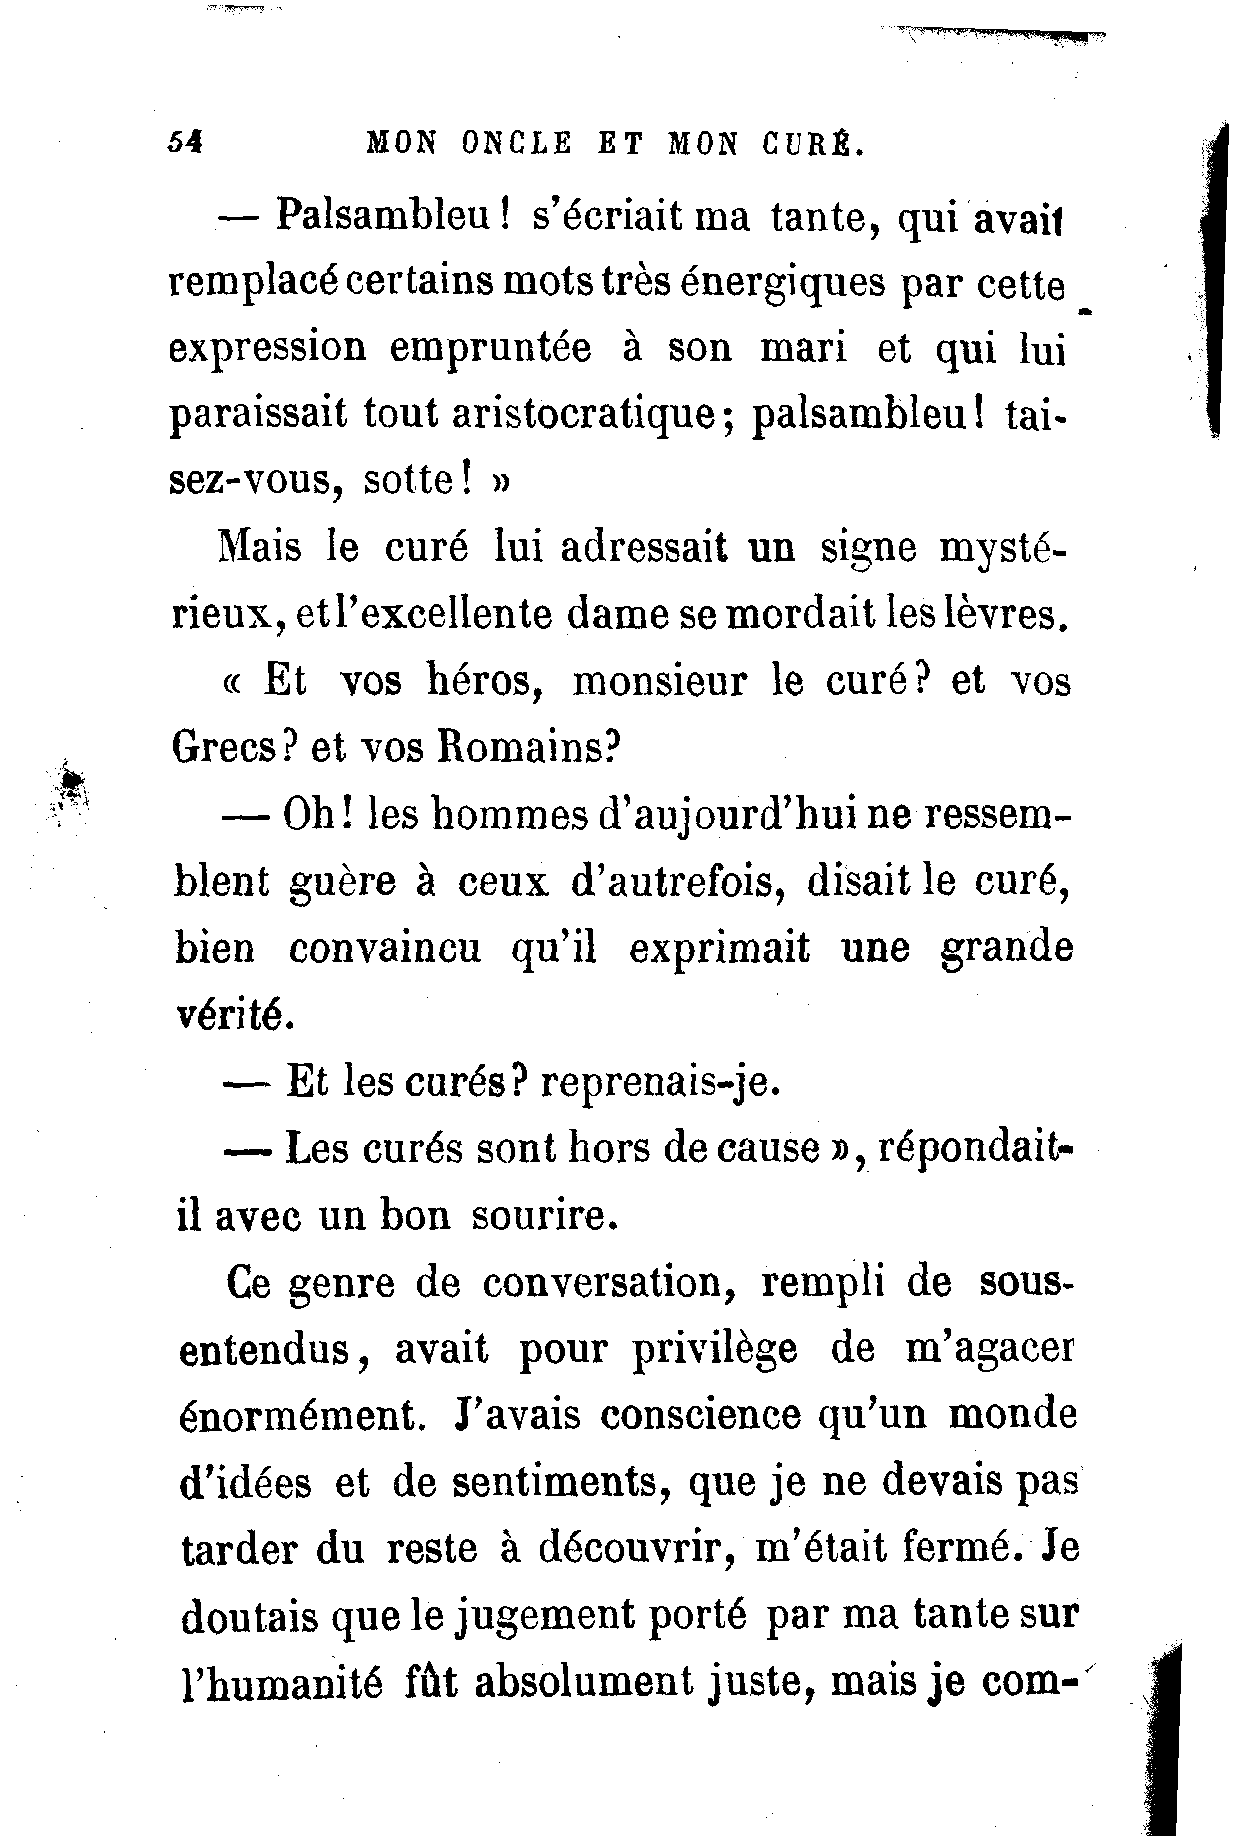 54 MON ONCLE ET MON CURÉ.
— Palsambleu ! s'écriait ma tante, qui avait
remplacé certains mots très énergiques par cette
expression empruntée à son mari et qui lui
paraissait tout aristocratique; palsambleu! tai-
sez-vous, sotte! »
Mais le curé lui adressait un signe mysté-
rieux, et l'excellente dame se mordait les lèvres.
« Et vos héros, monsieur le curé? et vos
Grecs? et vos Romains?
— Oh! les hommes d'aujourd'hui ne ressem-
blent guère à ceux d'autrefois, disait le curé,
bien convaincu qu'il exprimait une grande
vérité.
— Et les curés? reprenais-je.
— Les curés sont hors de cause », répondait-
il avec un bon sourire.
Ce genre de conversation, rempli de sous-
entendus, avait pour privilège de m'agacer
énormément. J'avais conscience qu'un monde
d'idées et de sentiments, que je ne devais pas
tarder du reste à découvrir, m'était fermé. Je
doutais que le jugement porté par ma tante sur
l'humanité fût absolument juste, mais je com-